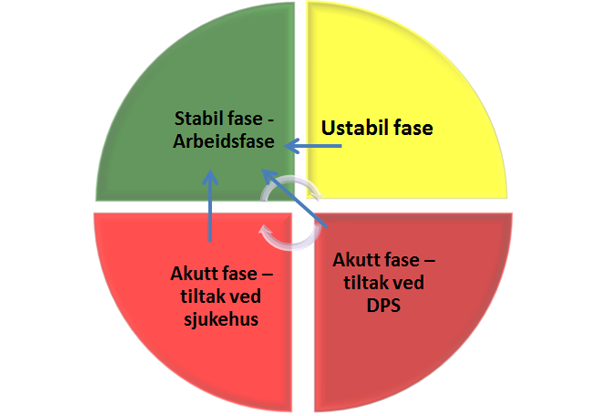 Stabil fase -
Arbeidsfase
Ustabil fase
Akutt fase –
tiltak ved
sjukehus
Akutt fase –
tiltak ved
DPS